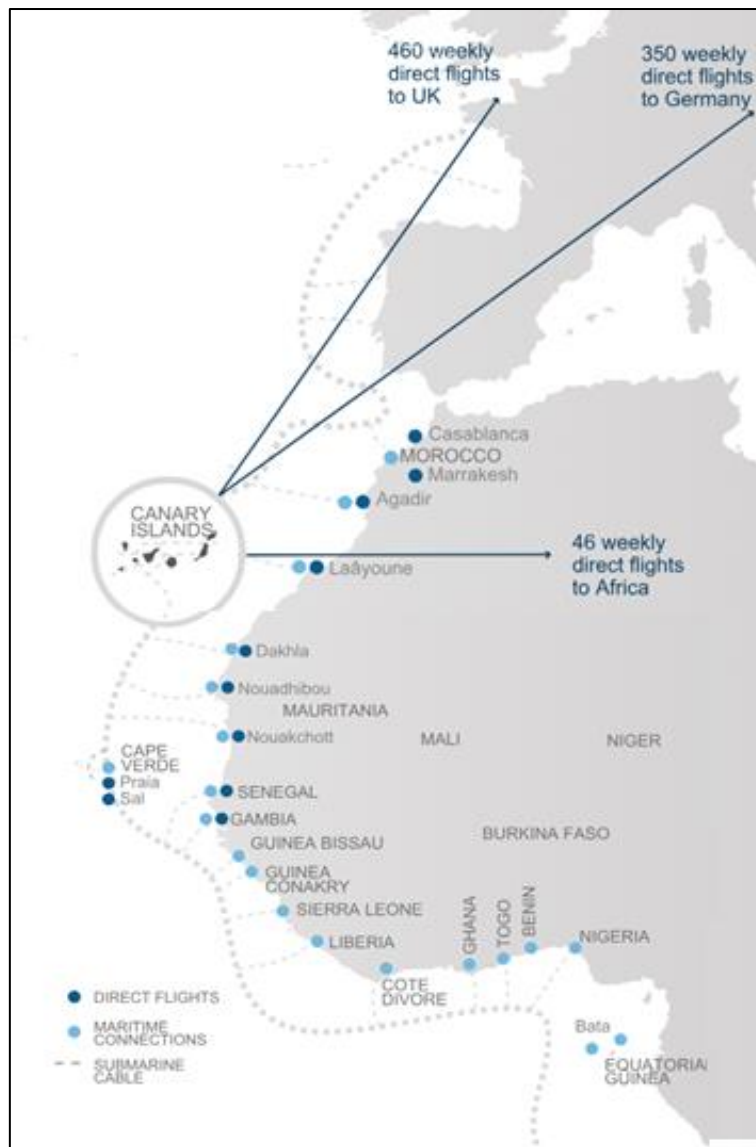 460 weekly
direct flights
to UK
350 weekly
direct flights
to Germany
Casablanca
MOROCCO
Marrakesh
Agadir
CANARY
ISLANDS
46 weekly
direct flights
to Africa
Laâyoune
Dakhla
Nouadhibou
MAURITANIA
Nouakchott
MALI
NIGER
CAPE
VERDE
Praia
Sal
SENEGAL
GAMBIA
GUINEA BISSAU
BURKINA FASO
GUINEA
CONAKRY
SIERRA LEONE
LIBERIA
GHANA
TOGO
BENIN
NIGERIA
COTE
DIVORE
DIRECT FLIGHTS
MARITIME
CONNECTIONS
SUBMARINE
CABLE
Bata
EQUATORIA
GUINEA